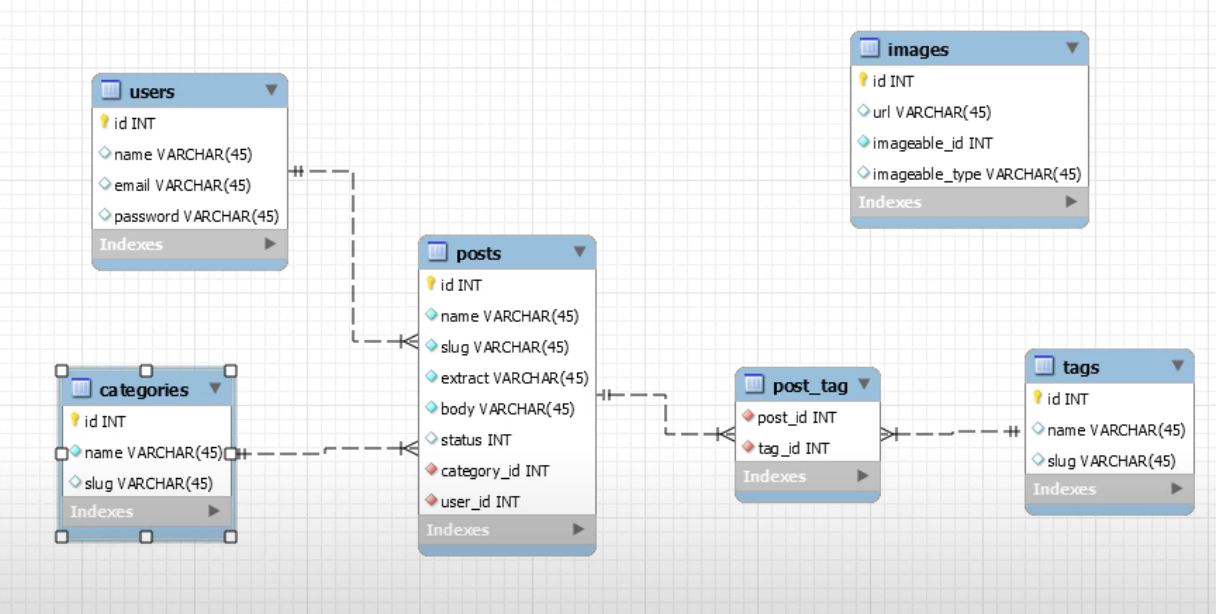 users
id INT
name VARCHAR(45)
email VARCHAR(45)
password VARCHAR(45)
Indexes
images
id INT
url VARCHAR(45)
imageable_id INT
imageable_type VARCHAR(45)
Indexes
posts
id INT
name VARCHAR(45)
slug VARCHAR(45)
extract VARCHAR(45)
body VARCHAR(45)
status INT
category_id INT
user_id INT
Indexes
categories
id INT
name VARCHAR(45)
slug VARCHAR(45)
Indexes
post_tag
post_id INT
tag_id INT
Indexes
tags
id INT
name VARCHAR(45)
slug VARCHAR(45)
Indexes